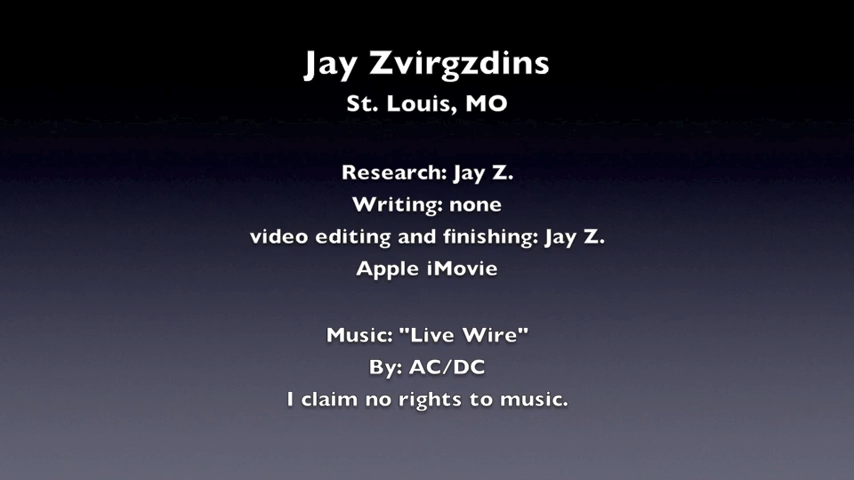 Jay Zvirgzdins
St. Louis, MO
Research: Jay Z.
Writing: none
video editing and finishing: Jay Z.
Apple iMovie
Music: "Live Wire"
By: AC/DC
I claim no rights to music.